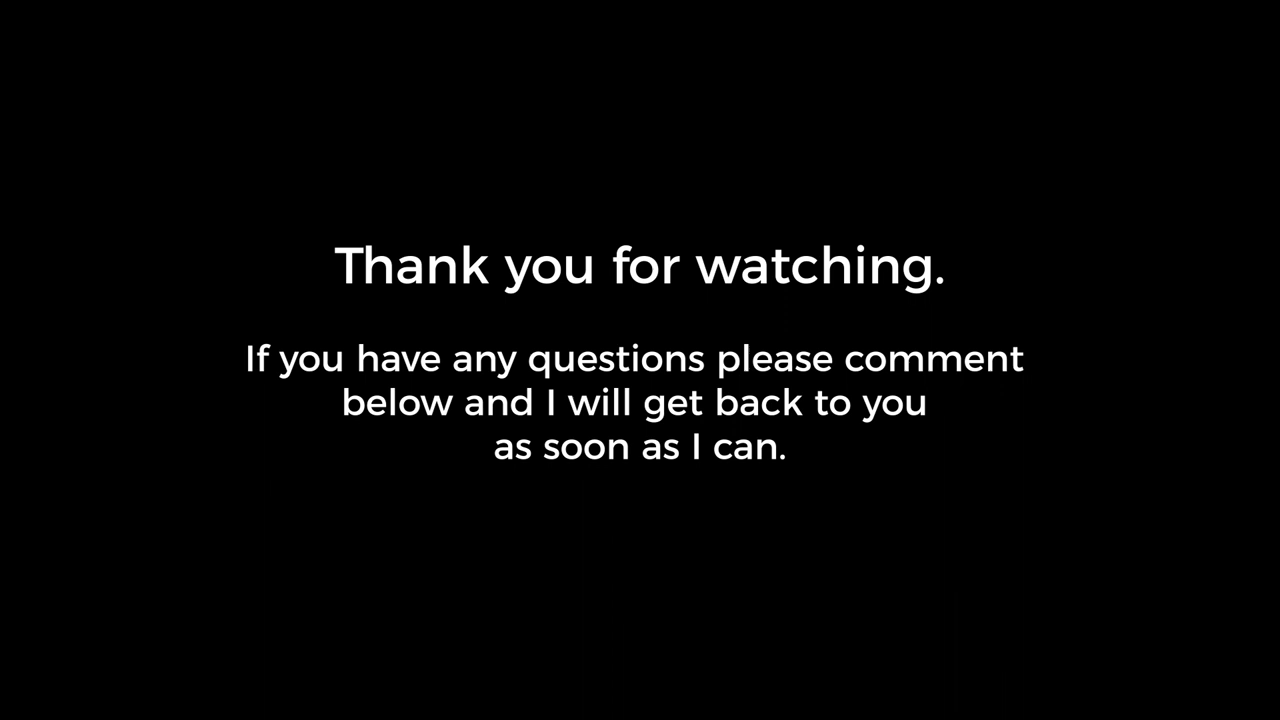 Thank you for watching.
If you have any questions please comment
below and I will get back to you
as soon as I can.